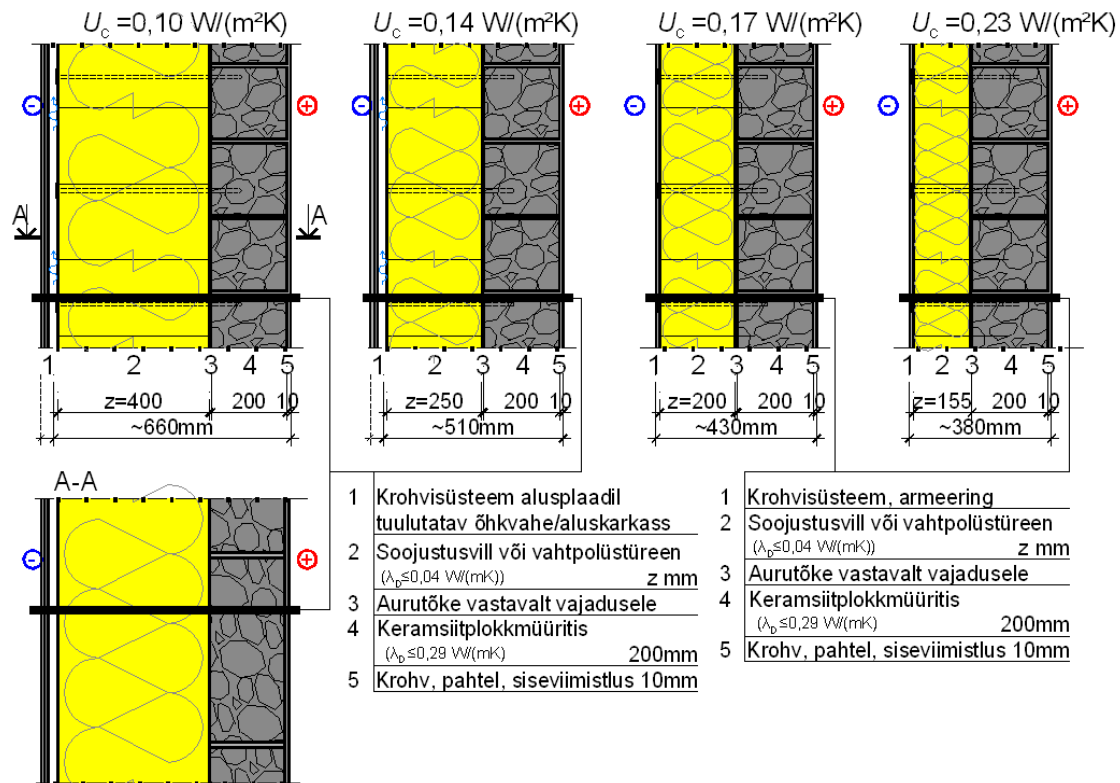 Uc =0,10 W/(m²K)
Uc =0,14 W/(m²K)
Uc =0,17 W/(m²K)
Uc =0,23 W/(m²K)
- +
- +
- +
- +
A A
1 2 3 4 5
1 2 3 4 5
1 2 3 4 5
1 2 3 4 5
z=400 200 10
~660mm
z=250 200 10
~510mm
z=200 200 10
~430mm
z=155 200 10
~380mm
A-A
- +
1 Krohvisüsteem alusplaadil
tuulutatav õhkvahe/aluskarkass
2 Soojustusvill või vahtpolüstüreen
(λD≤0,04 W/(mK)) z mm
3 Aurutõke vastavalt vajadusele
4 Keramsiitplokkmüüritis
(λD≤0,29 W/(mK) 200mm
5 Krohv, pahtel, siseviimistlus 10mm
1 Krohvisüsteem, armeering
2 Soojustusvill või vahtpolüstüreen
(λD≤0,04 W/(mK)) z mm
3 Aurutõke vastavalt vajadusele
4 Keramsiitplokkmüüritis
(λD≤0,29 W/(mK) 200mm
5 Krohv, pahtel, siseviimistlus 10mm